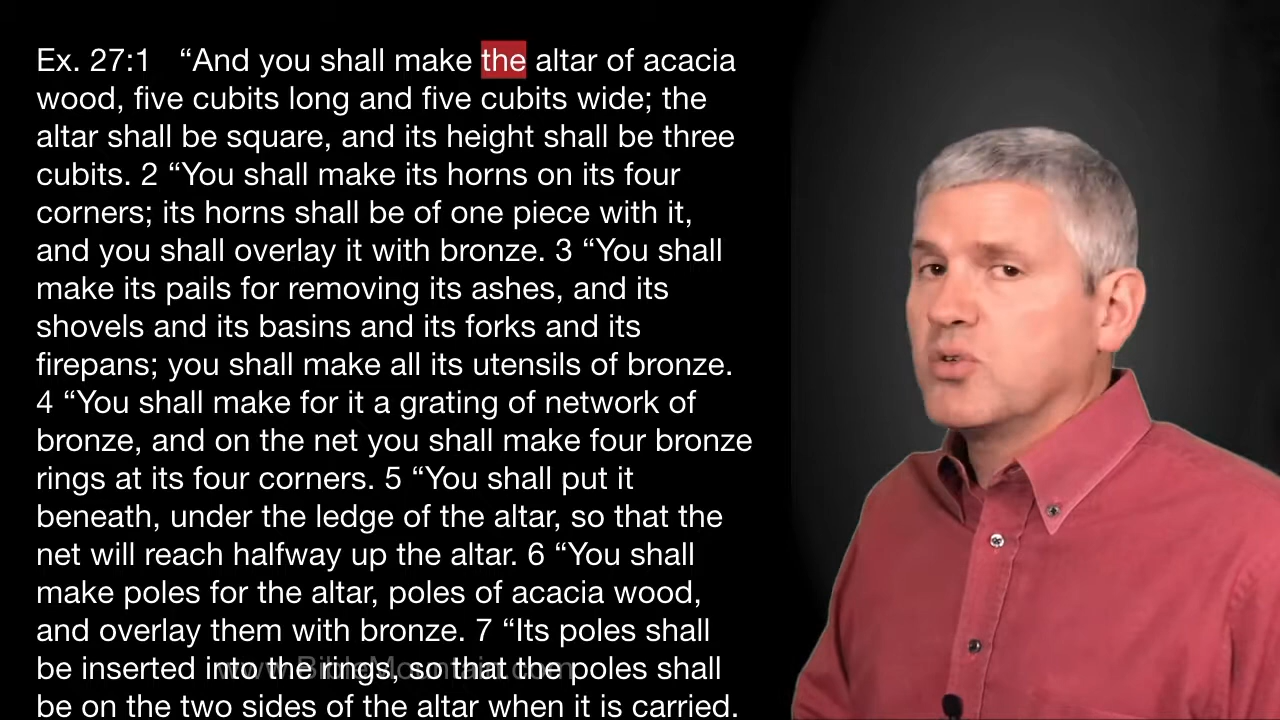 Ex. 27:1 “And you shall make the altar of acacia
wood, five cubits long and five cubits wide; the
altar shall be square, and its height shall be three
cubits. 2 “You shall make its horns on its four
corners; its horns shall be of one piece with it,
and you shall overlay it with bronze. 3 “You shall
make its pails for removing its ashes, and its
shovels and its basins and its forks and its
firepans; you shall make all its utensils of bronze.
4 “You shall make for it a grating of network of
bronze, and on the net you shall make four bronze
rings at its four corners. 5 “You shall put it
beneath, under the ledge of the altar, so that the
net will reach halfway up the altar. 6 “You shall
make poles for the altar, poles of acacia wood,
and overlay them with bronze. 7 “Its poles shall
be inserted into the rings, so that the poles shall
www.BibleMountain.com
be on the two sides of the altar when it is carried.